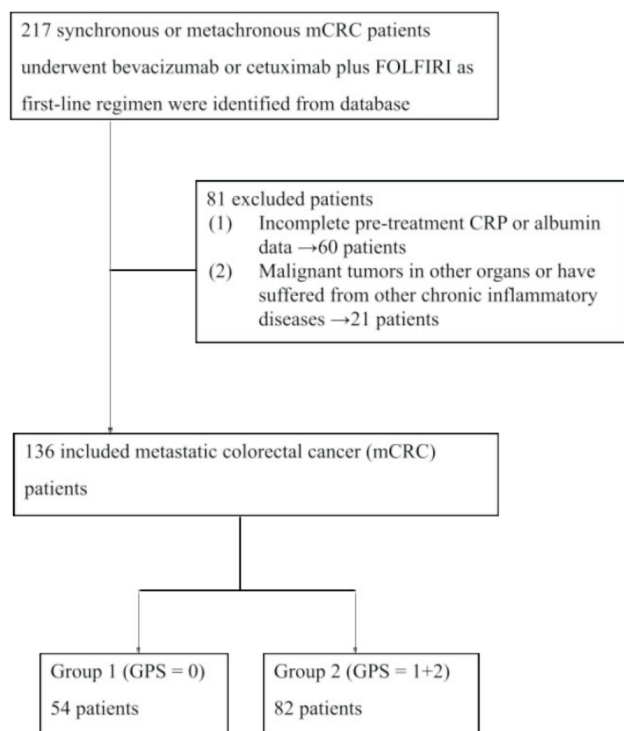 217 synchronous or metachronous mCRC patients
underwent bevacizumab or cetuximab plus FOLFIRI as
first-line regimen were identified from database
81 excluded patients
(1) Incomplete pre-treatment CRP or albumin
data →60 patients
(2) Malignant tumors in other organs or have
suffered from other chronic inflammatory
diseases →21 patients
136 included metastatic colorectal cancer (mCRC)
patients
Group 1 (GPS = 0)
54 patients
Group 2 (GPS = 1+2)
82 patients